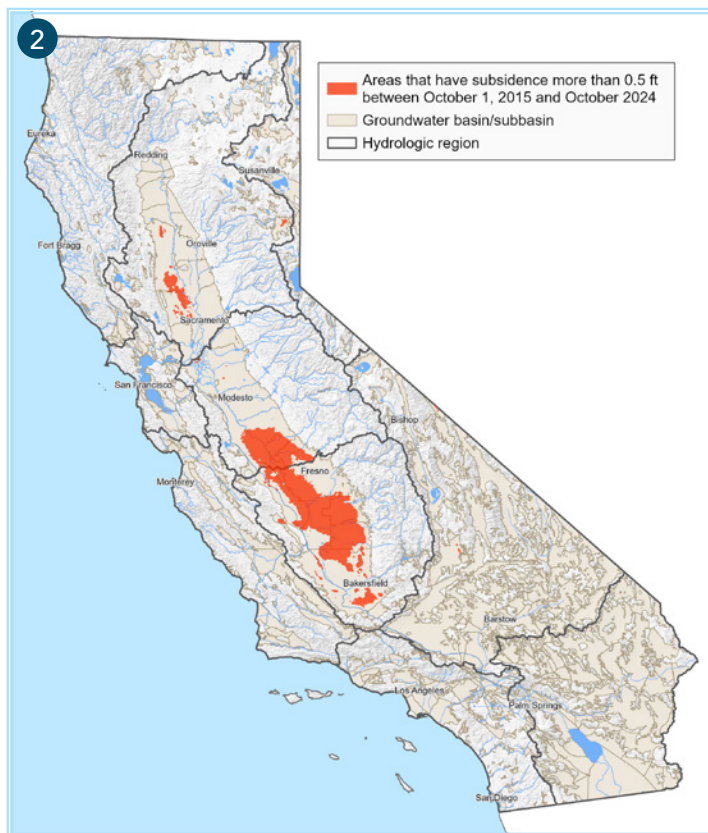 2
Areas that have subsidence more than 0.5 ft
between October 1, 2015 and October 2024
Groundwater basin/subbasin
Hydrologic region
Eureka
Redding
Susanville
Fort Bragg
Oroville
Sacramento
San Francisco
Modesto
Bishop
Monterey
Fresno
Bakersfield
Barstow
Los Angeles
Palm Springs
San Diego